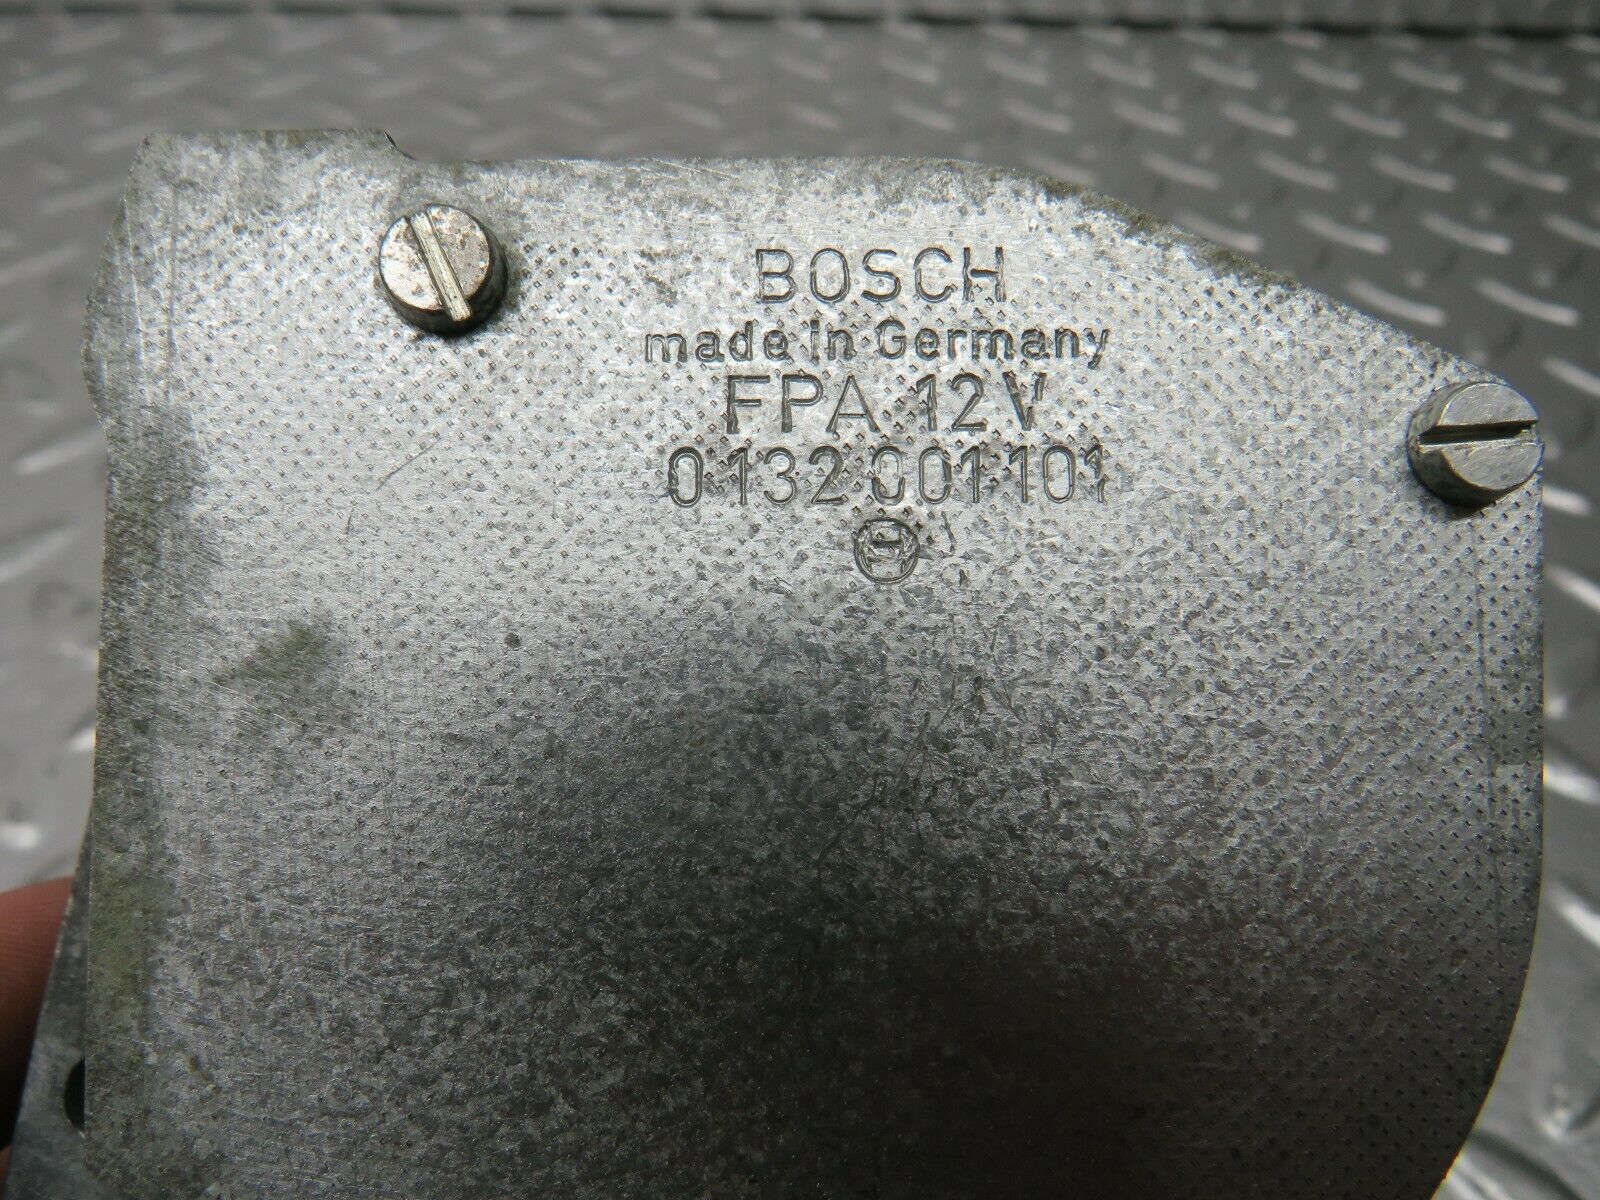 BOSCH
made in Germany
FPA 12V
0 132 001 101